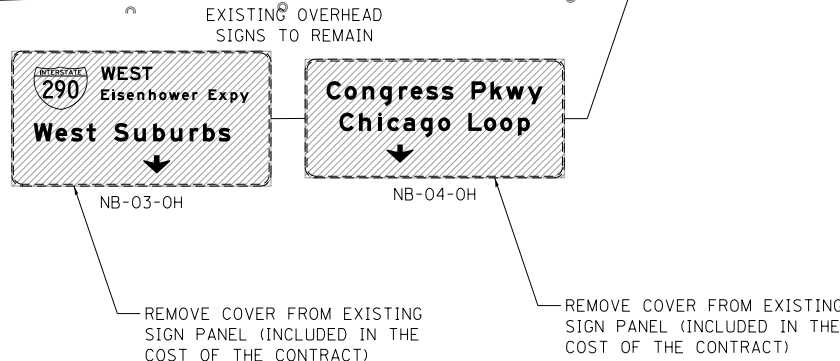 EXISTING OVERHEAD
SIGNS TO REMAIN
INTERSTATE
290
WEST
Eisenhower Expy
West Suburbs
NB-03-OH
Congress Pkwy
Chicago Loop
NB-04-OH
REMOVE COVER FROM EXISTING
SIGN PANEL (INCLUDED IN THE
COST OF THE CONTRACT)
REMOVE COVER FROM EXISTING
SIGN PANEL (INCLUDED IN THE
COST OF THE CONTRACT)